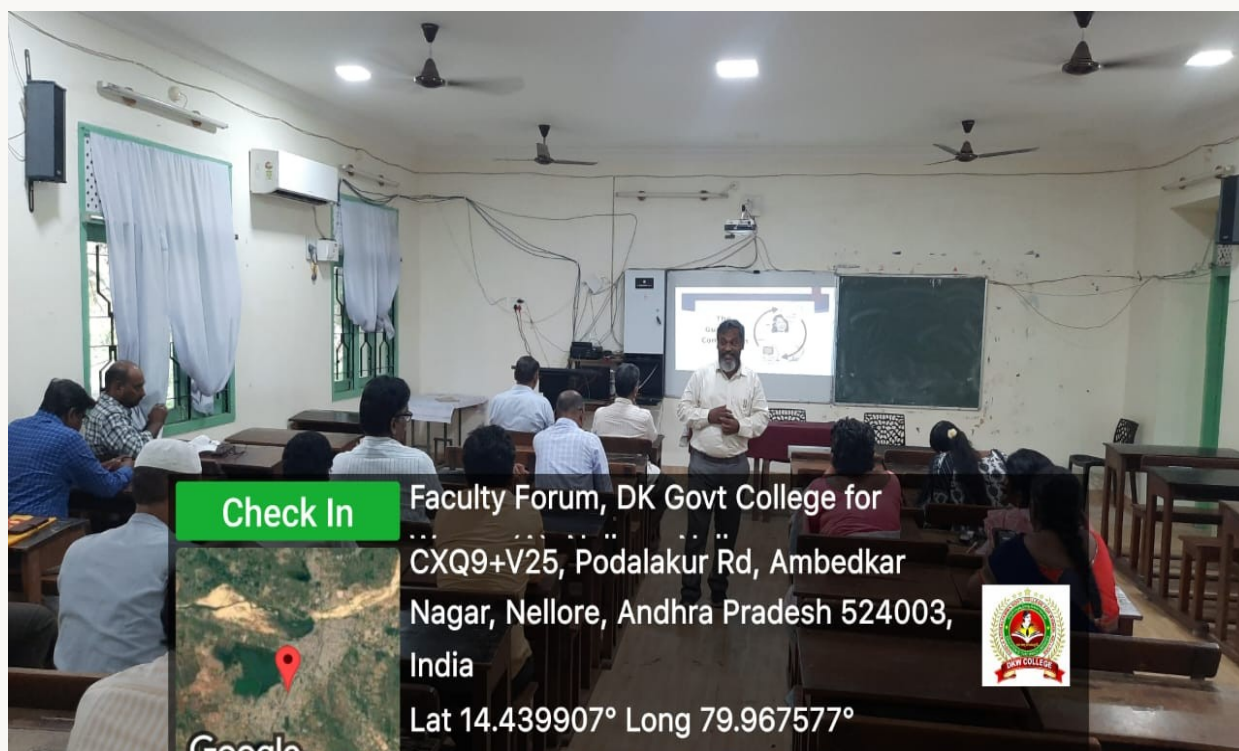 Check In
Faculty Forum, DK Govt College for
CXQ9+V25, Podalakur Rd, Ambedkar
Nagar, Nellore, Andhra Pradesh 524003,
India
Lat 14.439907° Long 79.967577°
Google
DKW COLLEGE